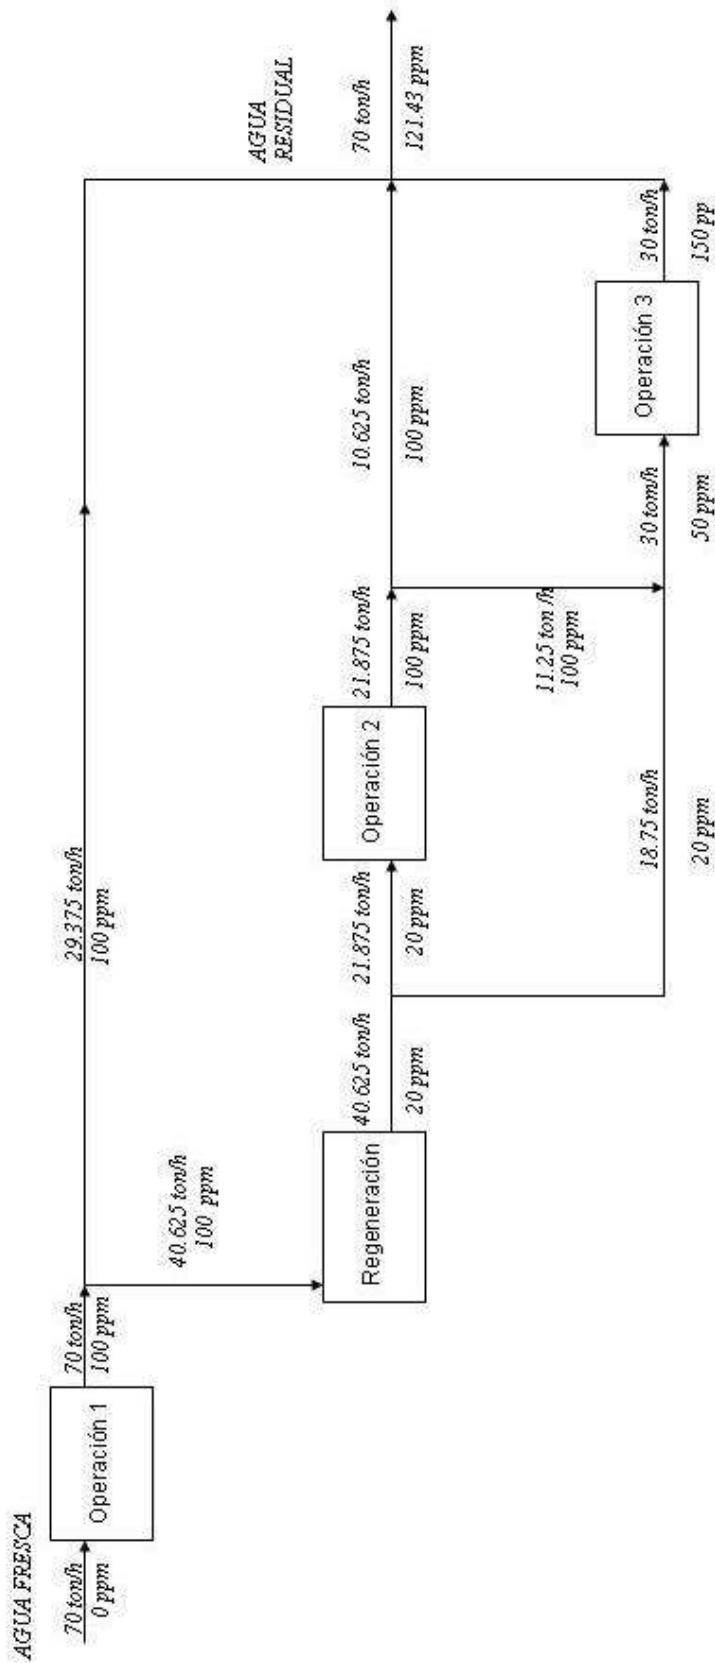 AGUA FRESCA
70 ton/h
0 ppm
Operación 1
70 ton/h
100 ppm
29.375 ton/h
100 ppm
40.625 ton/h
100 ppm
Regeneración
40.625 ton/h
20 ppm
21.875 ton/h
20 ppm
Operación 2
21.875 ton/h
100 ppm
10.625 ton/h
100 ppm
11.25 ton /h
100 ppm
18.75 ton/h
20 ppm
30 tom/h
50 ppm
Operación 3
30 ton/h
150 pp
AGUA
RESIDUAL
70 ton/h
121.43 ppm